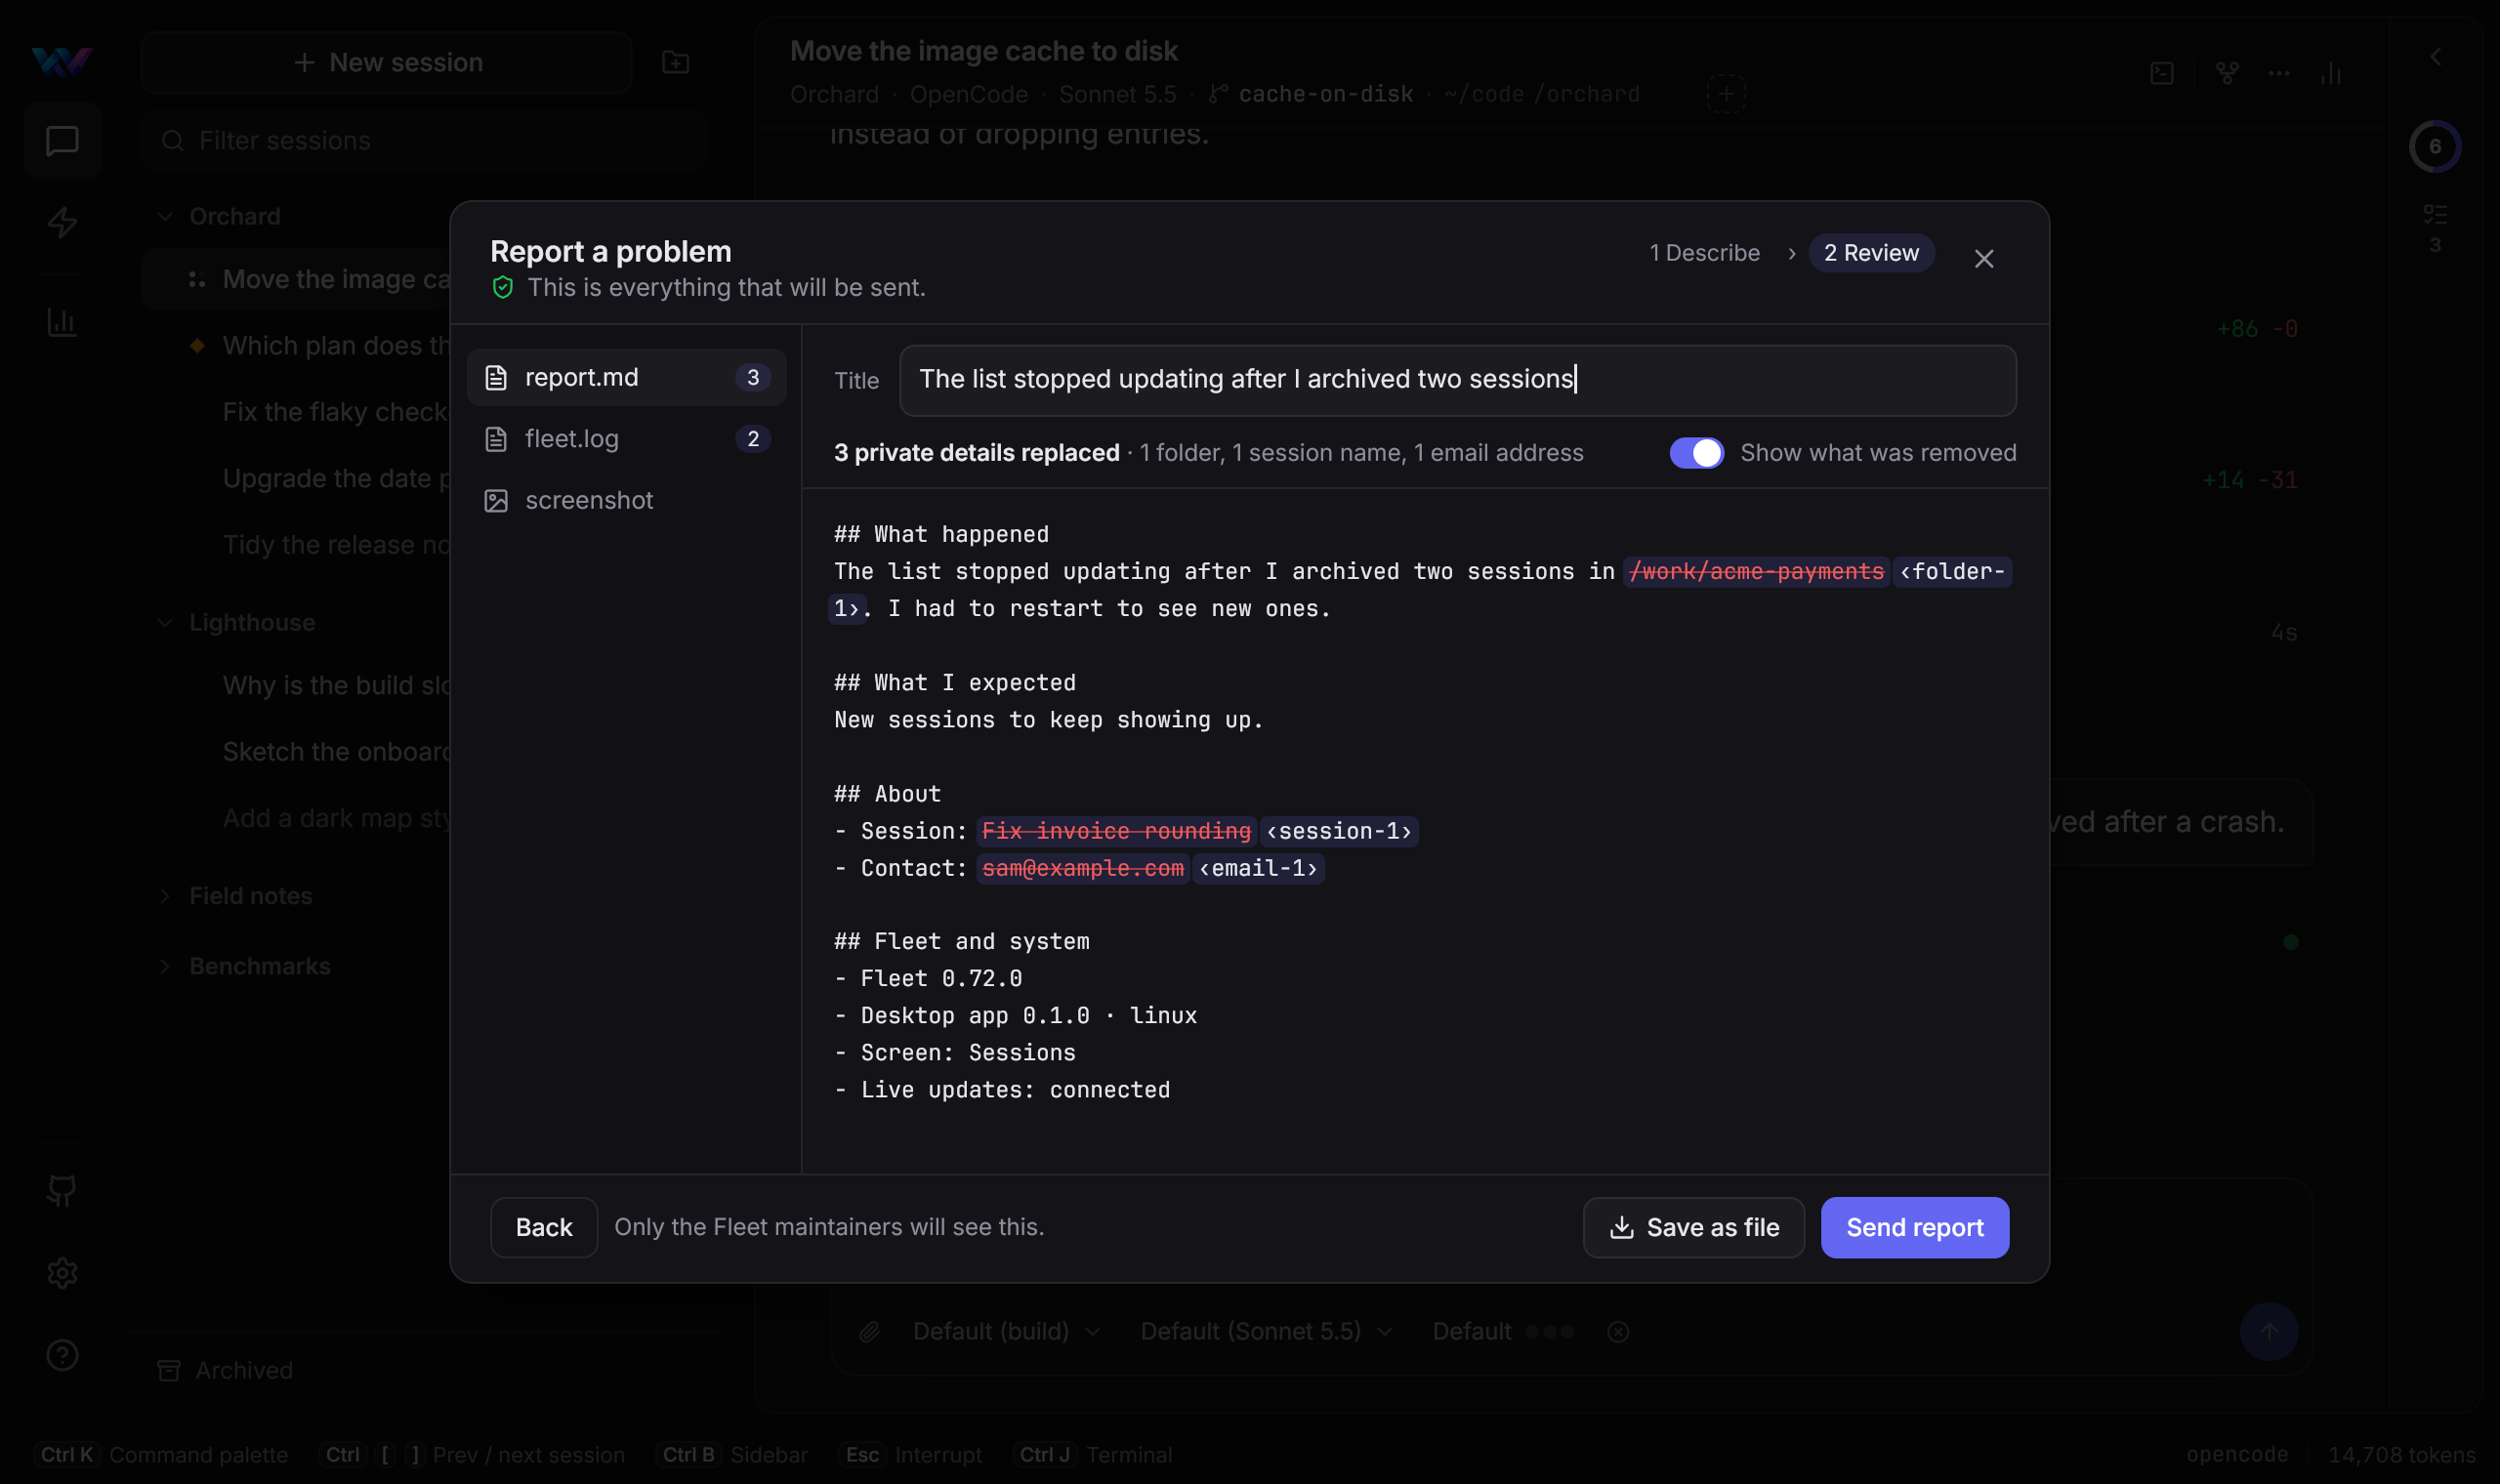 New session
Filter sessions
Orchard
Move the image ca
Which plan does th
Fix the flaky check
Upgrade the date p
Tidy the release no
Lighthouse
Why is the build slo
Sketch the onboard
Add a dark map sty
Field notes
Benchmarks
Archived
Move the image cache to disk
Orchard · OpenCode · Sonnet 5.5 · cache-on-disk · ~/code/orchard
instead of dropping entries.
6
3
+86 -0
+14 -31
4s
ved after a crash.
Report a problem
This is everything that will be sent.
1 Describe › 2 Review
report.md 3
fleet.log 2
screenshot
Title The list stopped updating after I archived two sessions
3 private details replaced · 1 folder, 1 session name, 1 email address Show what was removed
## What happened
The list stopped updating after I archived two sessions in /work/acme-payments ‹folder-
1›. I had to restart to see new ones.
## What I expected
New sessions to keep showing up.
## About
- Session: Fix invoice rounding ‹session-1›
- Contact: sam@example.com ‹email-1›
## Fleet and system
- Fleet 0.72.0
- Desktop app 0.1.0 · linux
- Screen: Sessions
- Live updates: connected
Back Only the Fleet maintainers will see this. Save as file Send report
Default (build) Default (Sonnet 5.5) Default
Ctrl K Command palette Ctrl [ ] Prev / next session Ctrl B Sidebar Esc Interrupt Ctrl J Terminal opencode 14,708 tokens